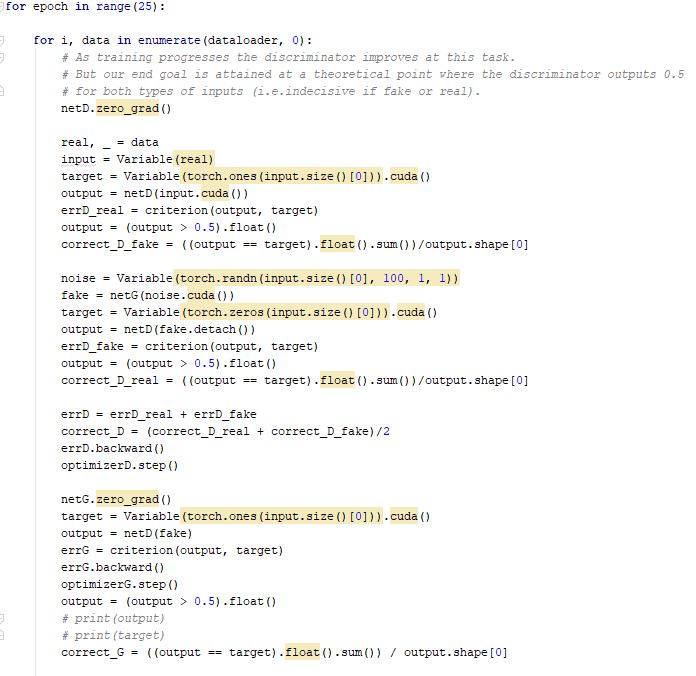 for epoch in range(25):
for i, data in enumerate(dataloader, 0):
# As training progresses the discriminator improves at this task.
# But our end goal is attained at a theoretical point where the discriminator outputs 0.5
# for both types of inputs (i.e.indecisive if fake or real).
netD.zero_grad()
real, _ = data
input = Variable(real)
target = Variable(torch.ones(input.size()[0])).cuda()
output = netD(input.cuda())
errD_real = criterion(output, target)
output = (output > 0.5).float()
correct_D_fake = ((output == target).float().sum())/output.shape[0]
noise = Variable(torch.randn(input.size()[0], 100, 1, 1))
fake = netG(noise.cuda())
target = Variable(torch.zeros(input.size()[0])).cuda()
output = netD(fake.detach())
errD_fake = criterion(output, target)
output = (output > 0.5).float()
correct_D_real = ((output == target).float().sum())/output.shape[0]
errD = errD_real + errD_fake
correct_D = (correct_D_real + correct_D_fake)/2
errD.backward()
optimizerD.step()
netG.zero_grad()
target = Variable(torch.ones(input.size()[0])).cuda()
output = netD(fake)
errG = criterion(output, target)
errG.backward()
optimizerG.step()
output = (output > 0.5).float()
# print(output)
# print(target)
correct_G = ((output == target).float().sum()) / output.shape[0]